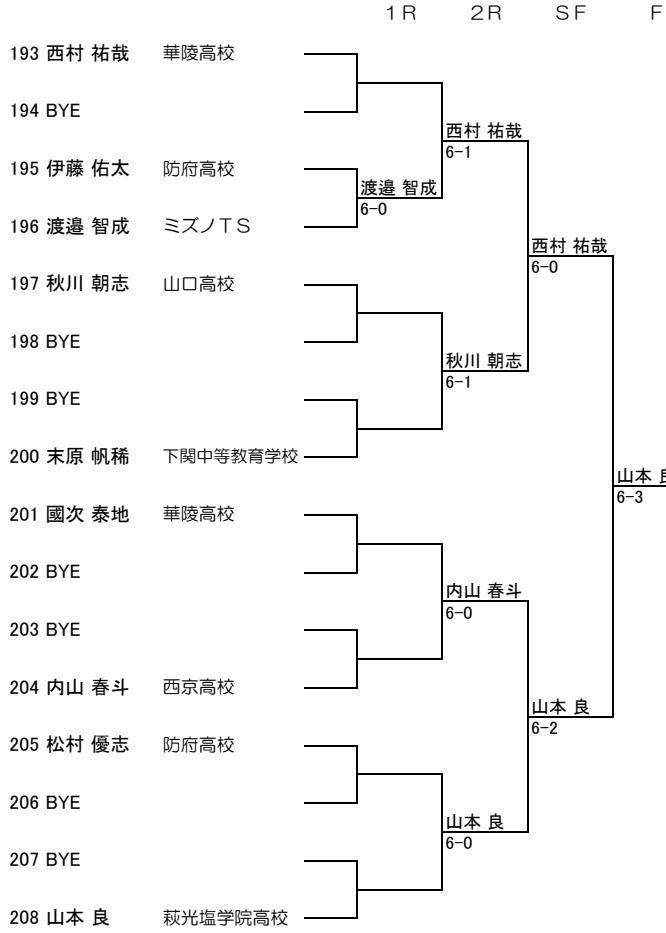 1R 2R SF F
193 西村 祐哉 華陵高校
194 BYE
西村 祐哉
6-1
195 伊藤 佑太 防府高校
渡邉 智成
6-0
196 渡邉 智成 ミズノTS
西村 祐哉
6-0
197 秋川 朝志 山口高校
198 BYE
秋川 朝志
6-1
199 BYE
200 末原 帆稀 下関中等教育学校
山本 良
6-3
201 國次 泰地 華陵高校
202 BYE
内山 春斗
6-0
203 BYE
204 内山 春斗 西京高校
山本 良
6-2
205 松村 優志 防府高校
206 BYE
山本 良
6-0
207 BYE
208 山本 良 萩光塩学院高校